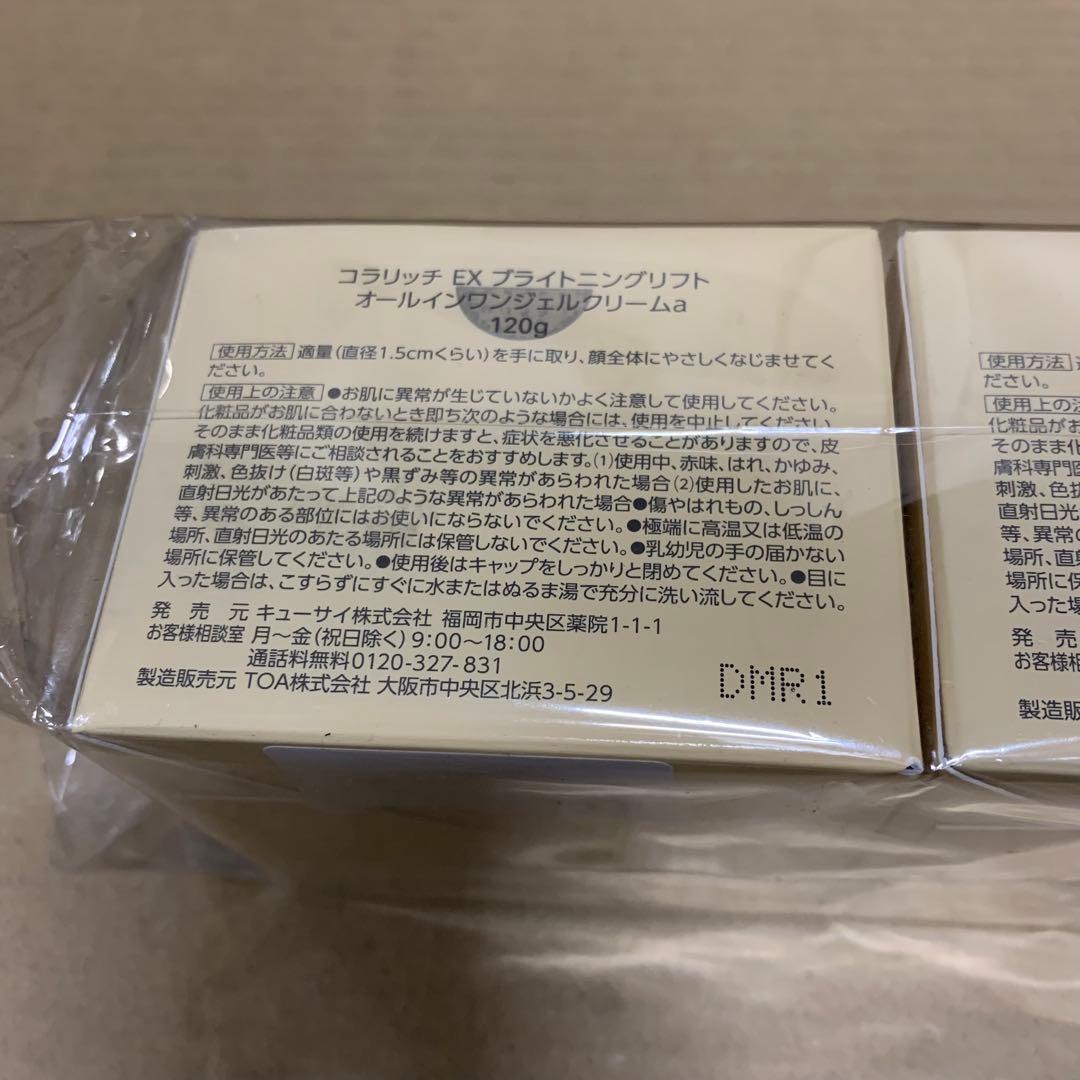 コラリッチ EX ブライトニングリフト
オールインワンジェルクリームa
120g
使用方法 適量(直径1.5cmくらい)を手に取り、顔全体にやさしくなじませてく
ださい。
使用上の注意 ●お肌に異常が生じていないかよく注意して使用してください。
化粧品がお肌に合わないとき即ち次のような場合には、使用を中止してください。
そのまま化粧品類の使用を続けますと、症状を悪化させることがありますので、皮
膚科専門医等にご相談されることをおすすめします。(1)使用中、赤味、はれ、かゆみ、
刺激、色抜け(白斑等)や黒ずみ等の異常があらわれた場合(2)使用したお肌に、
直射日光があたって上記のような異常があらわれた場合●傷やはれもの、しっしん
等、異常のある部位にはお使いにならないでください。●極端に高温又は低温の
場所、直射日光のあたる場所には保管しないでください。●乳幼児の手の届かない
場所に保管してください。●使用後はキャップをしっかりと閉めてください。●目に
入った場合は、こすらずにすぐに水またはぬるま湯で充分に洗い流してください。
発売元 キューサイ株式会社 福岡市中央区薬院1-1-1
お客様相談室 月～金(祝日除く)9:00～18:00
通話料無料0120-327-831
製造販売元 TOA株式会社 大阪市中央区北浜3-5-29
DMR1
使用方法
ださい。
使用上の注
化粧品がお
そのまま化
膚科専門医
刺激、色抜
直射日光が
等、異常の
場所、直射
場所に保管
入った場
発売
お客様相
製造販